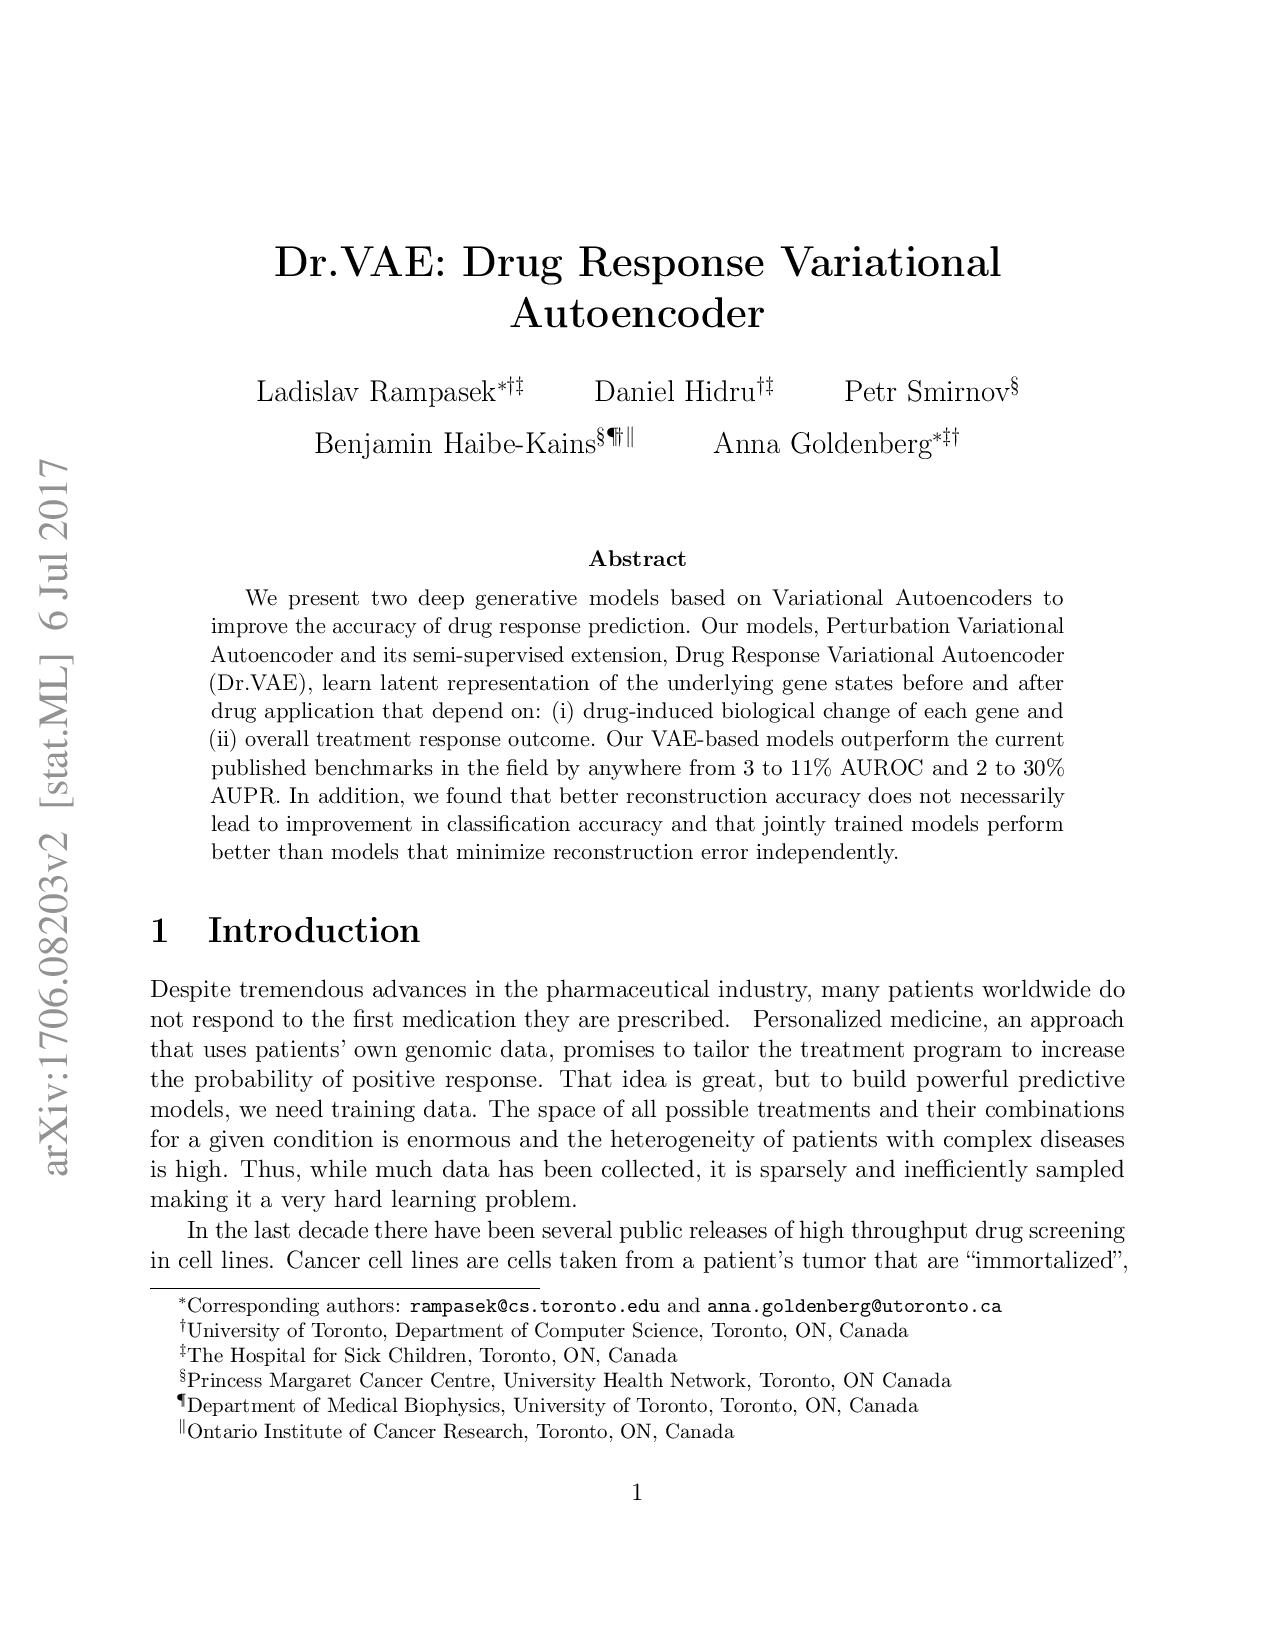 arXiv:1706.08203v2 [stat.ML] 6 Jul 2017
Dr.VAE: Drug Response Variational
Autoencoder
Ladislav Rampasek*†‡ Daniel Hidru†‡ Petr Smirnov§
Benjamin Haibe-Kains§¶†‖ Anna Goldenberg*‡†
Abstract
We present two deep generative models based on Variational Autoencoders to
improve the accuracy of drug response prediction. Our models, Perturbation Variational
Autoencoder and its semi-supervised extension, Drug Response Variational Autoencoder
(Dr.VAE), learn latent representation of the underlying gene states before and after
drug application that depend on: (i) drug-induced biological change of each gene and
(ii) overall treatment response outcome. Our VAE-based models outperform the current
published benchmarks in the field by anywhere from 3 to 11% AUROC and 2 to 30%
AUPR. In addition, we found that better reconstruction accuracy does not necessarily
lead to improvement in classification accuracy and that jointly trained models perform
better than models that minimize reconstruction error independently.
1 Introduction
Despite tremendous advances in the pharmaceutical industry, many patients worldwide do
not respond to the first medication they are prescribed. Personalized medicine, an approach
that uses patients' own genomic data, promises to tailor the treatment program to increase
the probability of positive response. That idea is great, but to build powerful predictive
models, we need training data. The space of all possible treatments and their combinations
for a given condition is enormous and the heterogeneity of patients with complex diseases
is high. Thus, while much data has been collected, it is sparsely and inefficiently sampled
making it a very hard learning problem.
In the last decade there have been several public releases of high throughput drug screening
in cell lines. Cancer cell lines are cells taken from a patient's tumor that are “immortalized”,
*Corresponding authors: rampasek@cs.toronto.edu and anna.goldenberg@utoronto.ca
†University of Toronto, Department of Computer Science, Toronto, ON, Canada
‡The Hospital for Sick Children, Toronto, ON, Canada
§Princess Margaret Cancer Centre, University Health Network, Toronto, ON Canada
¶Department of Medical Biophysics, University of Toronto, Toronto, ON, Canada
‖Ontario Institute of Cancer Research, Toronto, ON, Canada
1